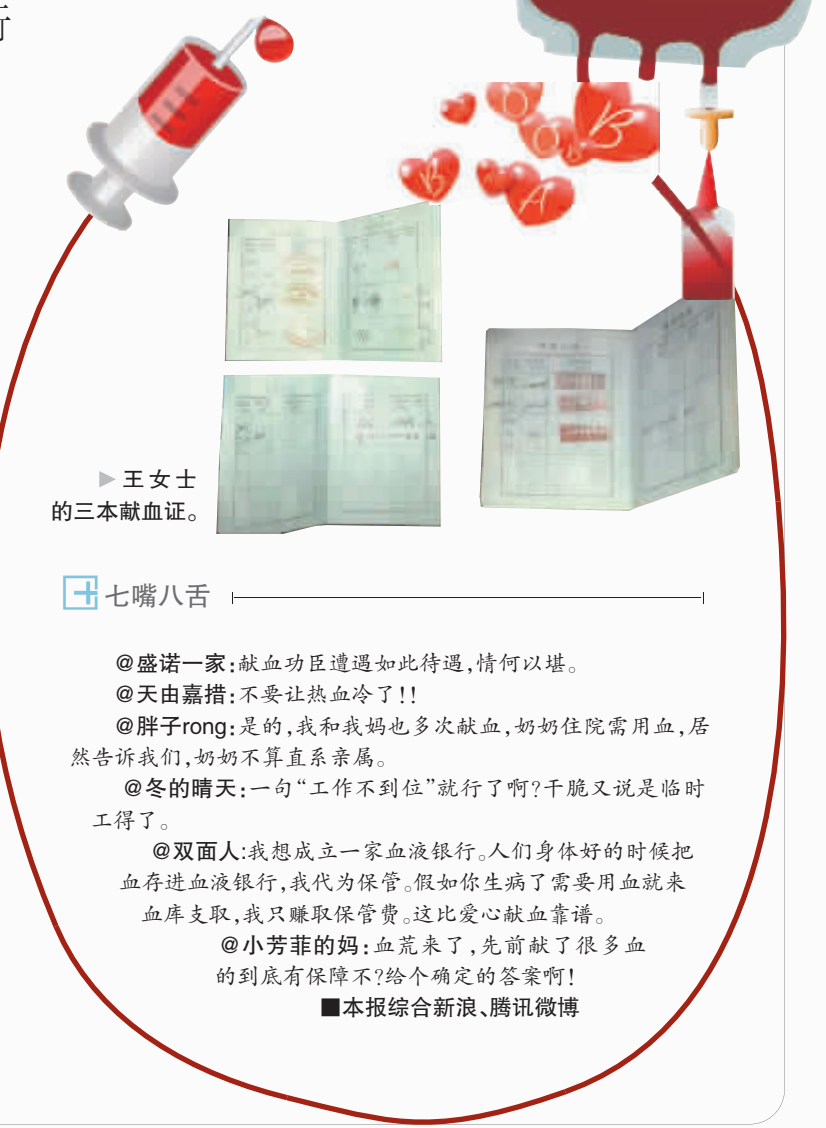 O
O
B
B
A
▶王女士
的三本献血证。
七嘴八舌
@盛诺一家:献血功臣遭遇如此待遇,情何以堪。
@天由嘉措:不要让热血冷了!!
@胖子rong:是的,我和我妈也多次献血,奶奶住院需用血,居
然告诉我们,奶奶不算直系亲属。
@冬的晴天:一句“工作不到位”就行了啊?干脆又说是临时
工得了。
@双面人:我想成立一家血液银行。人们身体好的时候把
血存进血液银行,我代为保管。假如你生病了需要用血就来
血库支取,我只赚取保管费。这比爱心献血靠谱。
@小芳菲的妈:血荒来了,先前献了很多血
的到底有保障不?给个确定的答案啊!
■本报综合新浪、腾讯微博